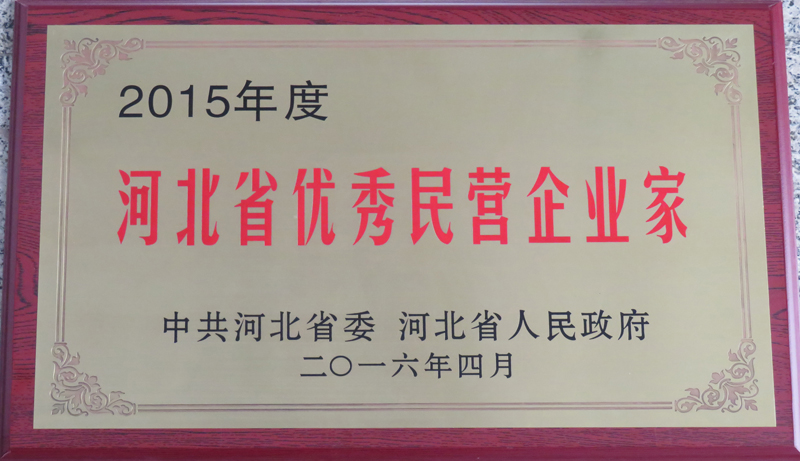 2015年度
河北省优秀民营企业家
中共河北省委 河北省人民政府
二〇一六年四月